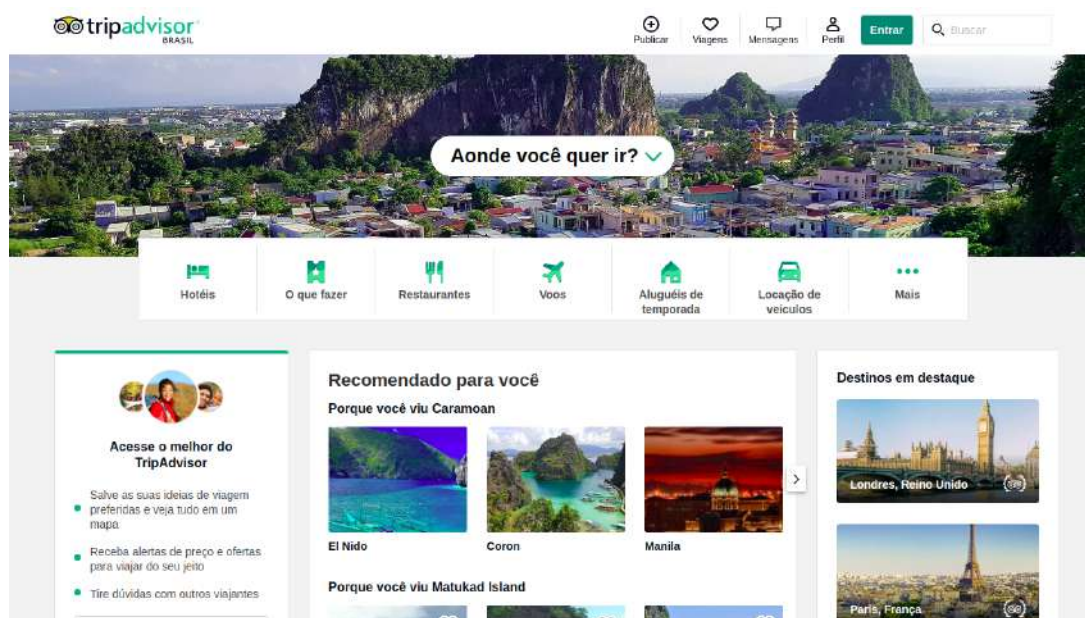 tripadvisor
BRASIL
Publicar
Viagens
Mensagens
Perfil
Entrar
Buscar
Aonde você quer ir?
Hotéis
O que fazer
Restaurantes
Voos
Aluguéis de
temporada
Locação de
veículos
Mais
Acesse o melhor do
TripAdvisor
Salve as suas ideias de viagem
preferidas e veja tudo em um
mapa
Receba alertas de preço e ofertas
para viajar do seu jeito
Tire dúvidas com outros viajantes
Recomendado para você
Porque você viu Caramoan
El Nido
Coron
Manila
Porque você viu Matukad Island
Destinos em destaque
Londres, Reino Unido
Paris, França